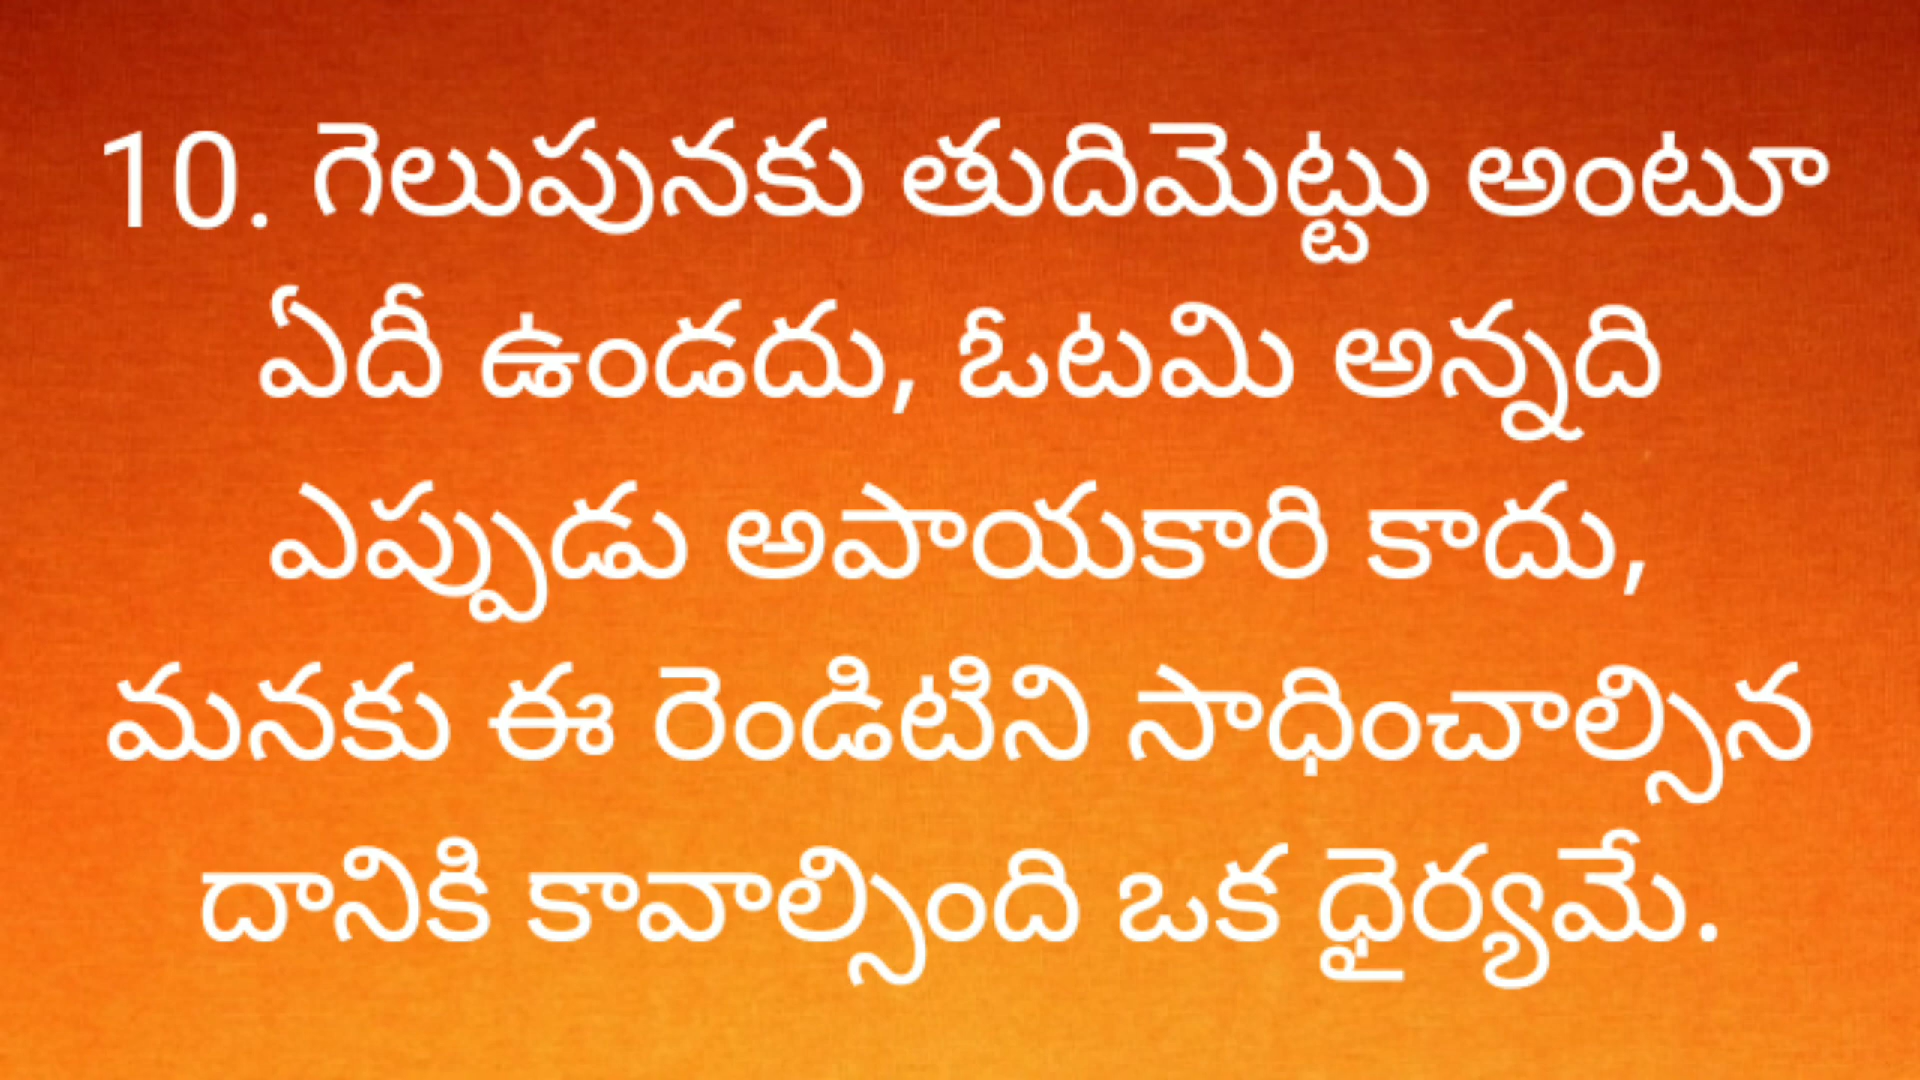 10. గెలుపునకు తుదిమెట్టు అంటూ
ఏదీ ఉండదు, ఓటమి అన్నది
ఎప్పుడు అపాయకారి కాదు,
మనకు ఈ రెండిటిని సాధించాల్సిన
దానికి కావాల్సింది ఒక ధైర్యమే.